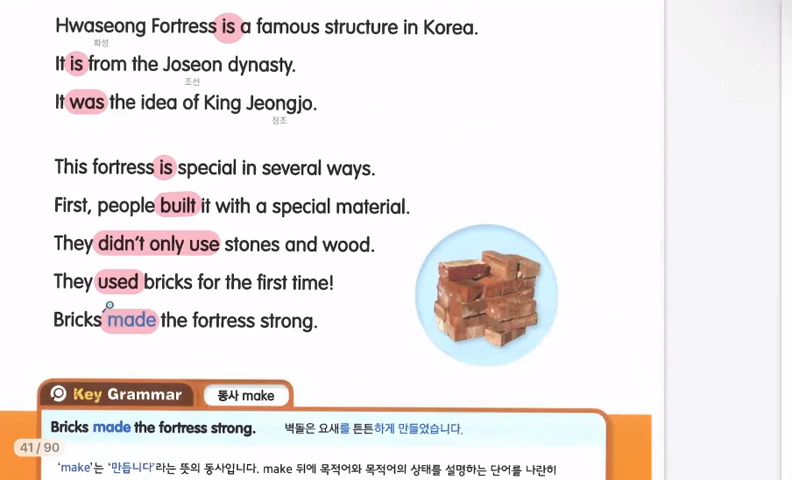 Hwaseong Fortress is a famous structure in Korea.
화성
It is from the Joseon dynasty.
조선
It was the idea of King Jeongjo.
정조
This fortress is special in several ways.
First, people built it with a special material.
They didn't only use stones and wood.
They used bricks for the first time!
Bricks made the fortress strong.
Key Grammar
동사 make
Bricks made the fortress strong.
벽돌은 요새를 튼튼하게 만들었습니다.
41 / 90
'make'는 '만듭니다'라는 뜻의 동사입니다. make 뒤에 목적어와 목적어의 상태를 설명하는 단어를 나란히